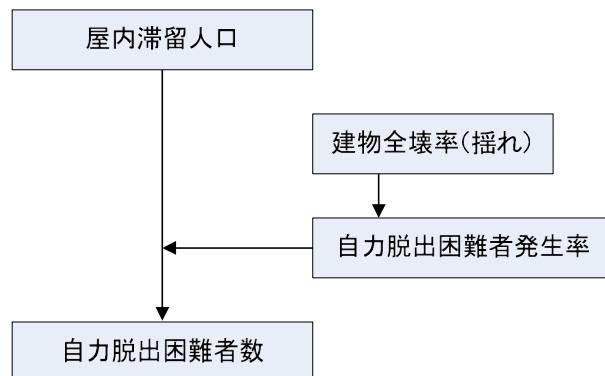 屋内滞留人口
建物全壊率(揺れ)
自力脱出困難者発生率
自力脱出困難者数